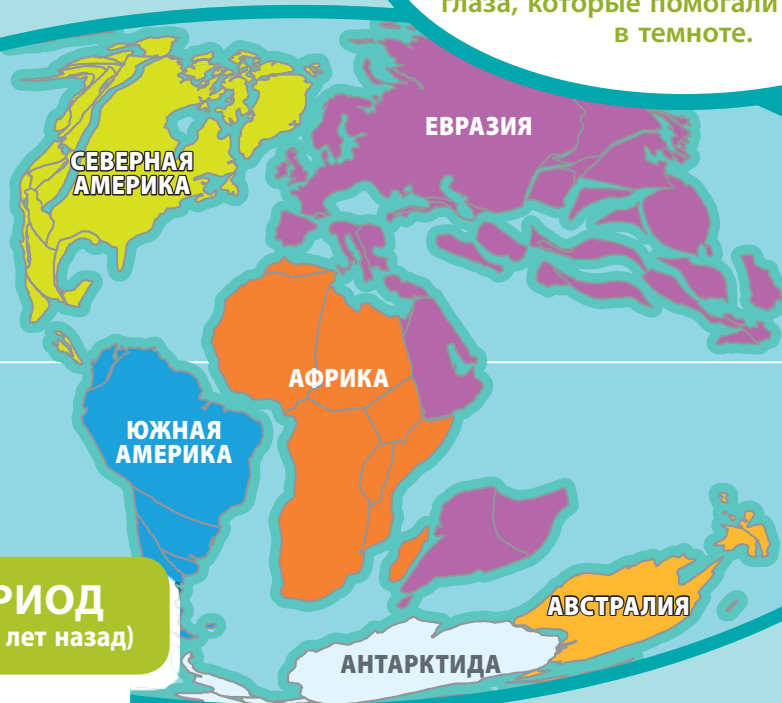 глаза, которые помогали
в темноте.
ЕВРАЗИЯ
СЕВЕРНАЯ
АМЕРИКА
АФРИКА
ЮЖНАЯ
АМЕРИКА
АВСТРАЛИЯ
РИОД
лет назад)
АНТАРКТИДА